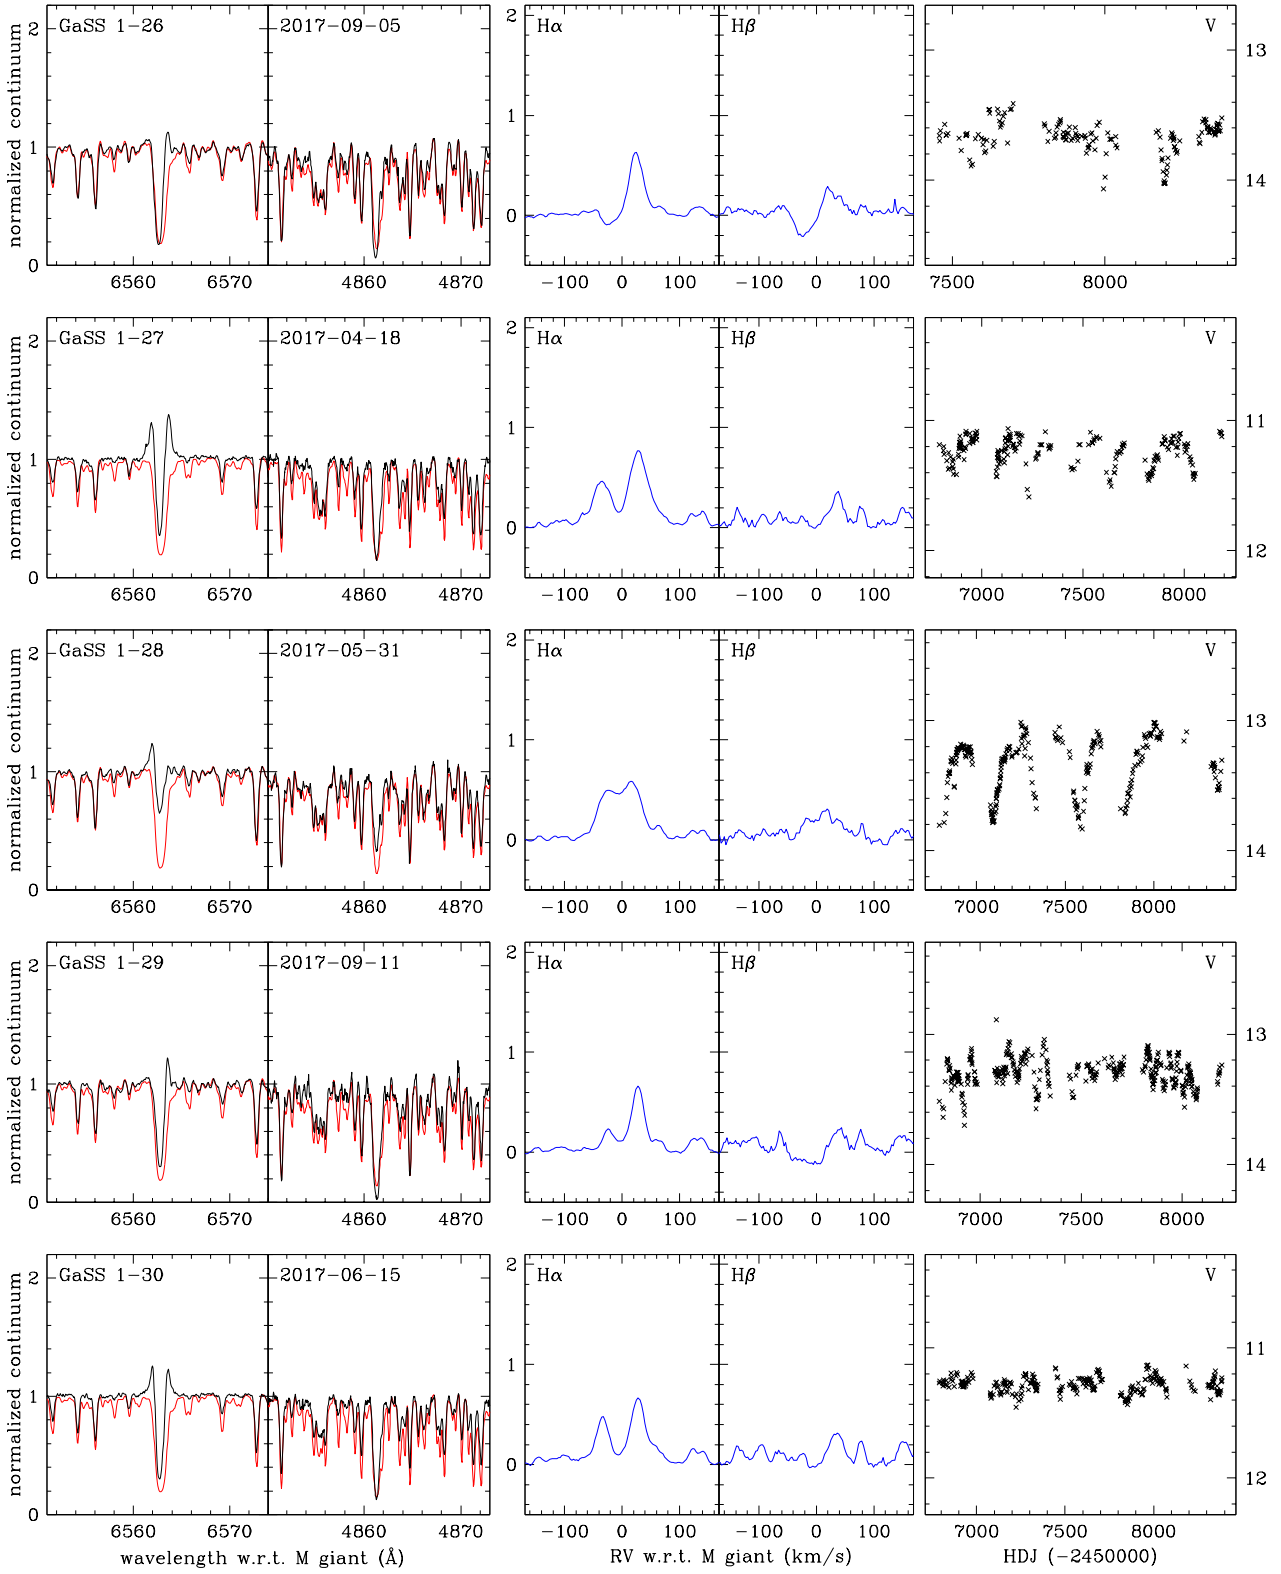 GaSS 1-26 2017-09-05 Hα Hβ V
2
1
0
normalized continuum
6560 6570 4860 4870
2
1
0
-100 0 100 -100 0 100
13
14
7500 8000
GaSS 1-27 2017-04-18 Hα Hβ V
2
1
0
normalized continuum
6560 6570 4860 4870
2
1
0
-100 0 100 -100 0 100
11
12
7000 7500 8000
GaSS 1-28 2017-05-31 Hα Hβ V
2
1
0
normalized continuum
6560 6570 4860 4870
2
1
0
-100 0 100 -100 0 100
13
14
7000 7500 8000
GaSS 1-29 2017-09-11 Hα Hβ V
2
1
0
normalized continuum
6560 6570 4860 4870
2
1
0
-100 0 100 -100 0 100
13
14
7000 7500 8000
GaSS 1-30 2017-06-15 Hα Hβ V
2
1
0
normalized continuum
6560 6570 4860 4870
2
1
0
-100 0 100 -100 0 100
11
12
7000 7500 8000
wavelength w.r.t. M giant (Å)
RV w.r.t. M giant (km/s)
HDJ (-2450000)